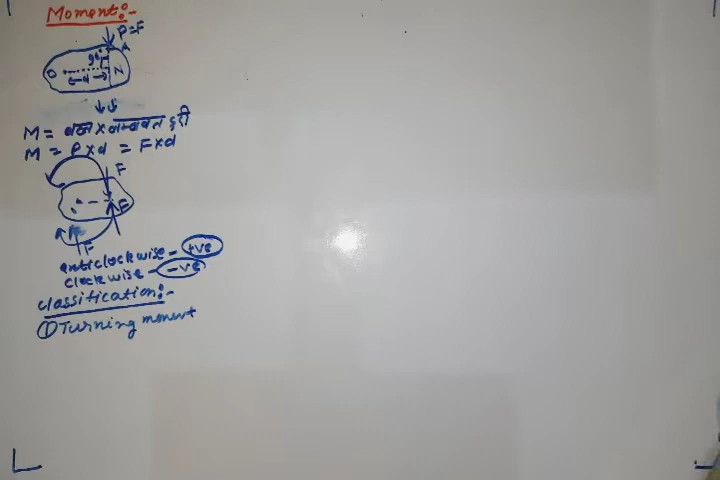 Moment:-
P=F
A
90°
O
N
d
M = बल × लम्बवत दूरी
M = P × d = F × d
F
F
anticlockwise - +ve
clockwise - -ve
classification:-
① Turning moment